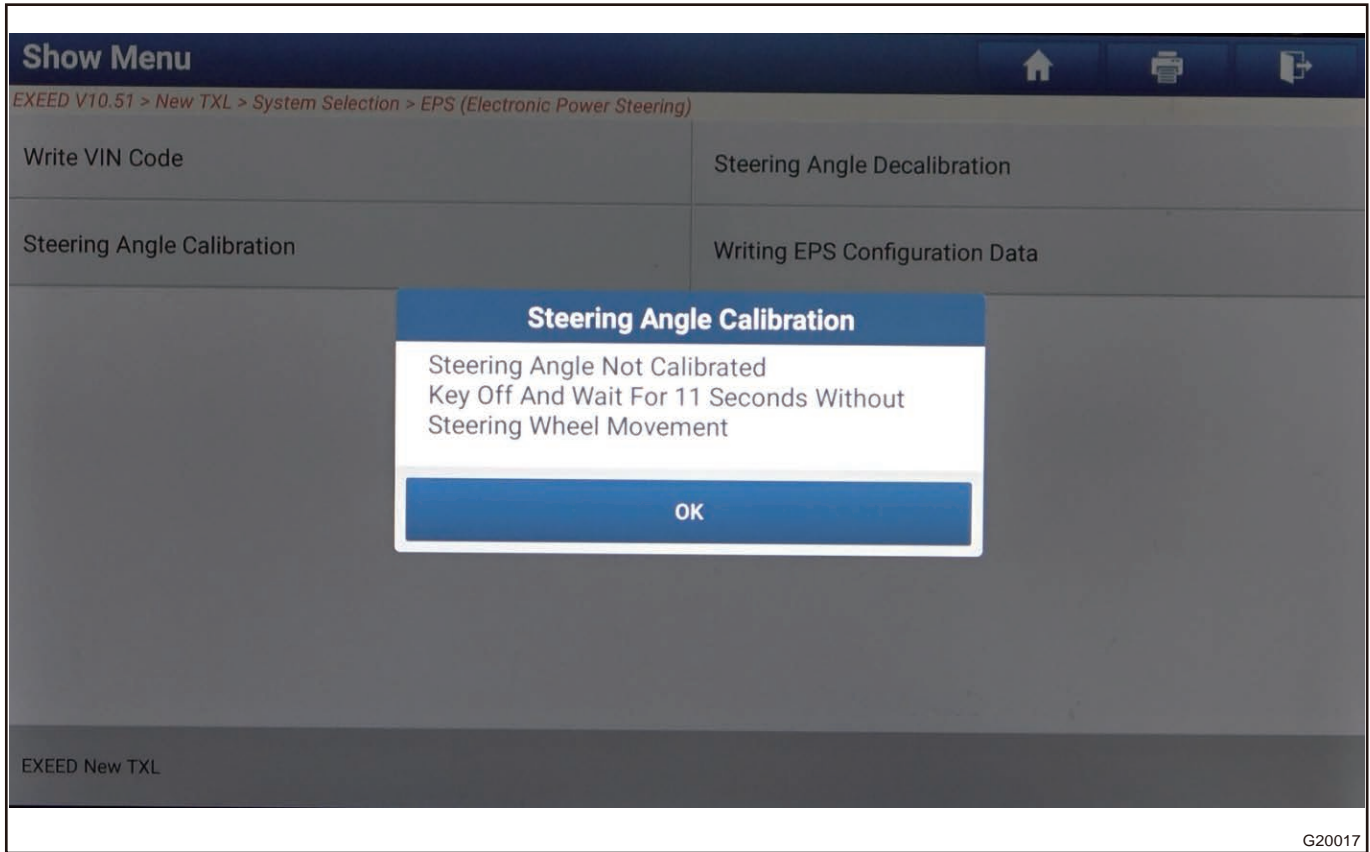 Show Menu
EXEED V10.51 > New TXL > System Selection > EPS (Electronic Power Steering)
Write VIN Code
Steering Angle Decalibration
Steering Angle Calibration
Writing EPS Configuration Data
Steering Angle Calibration
Steering Angle Not Calibrated
Key Off And Wait For 11 Seconds Without
Steering Wheel Movement
OK
EXEED New TXL
G20017